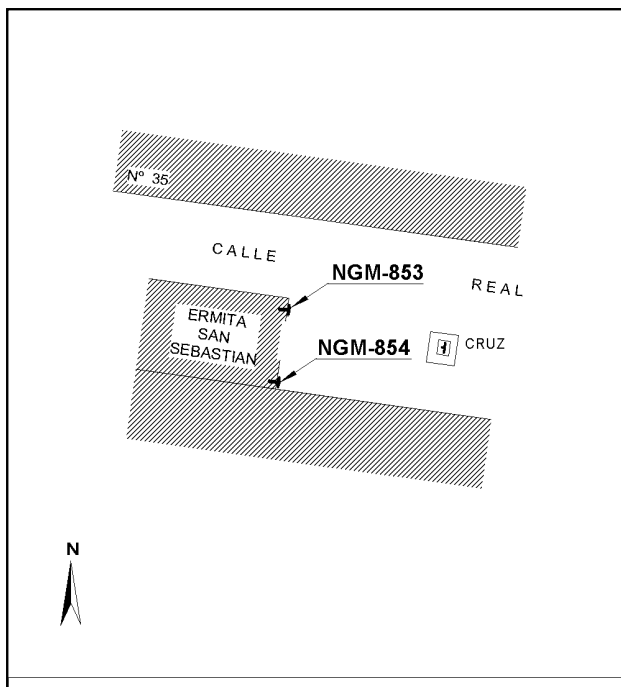 Nº 35
CALLE
NGM-853
REAL
ERMITA
SAN
SEBASTIAN
NGM-854
CRUZ
N